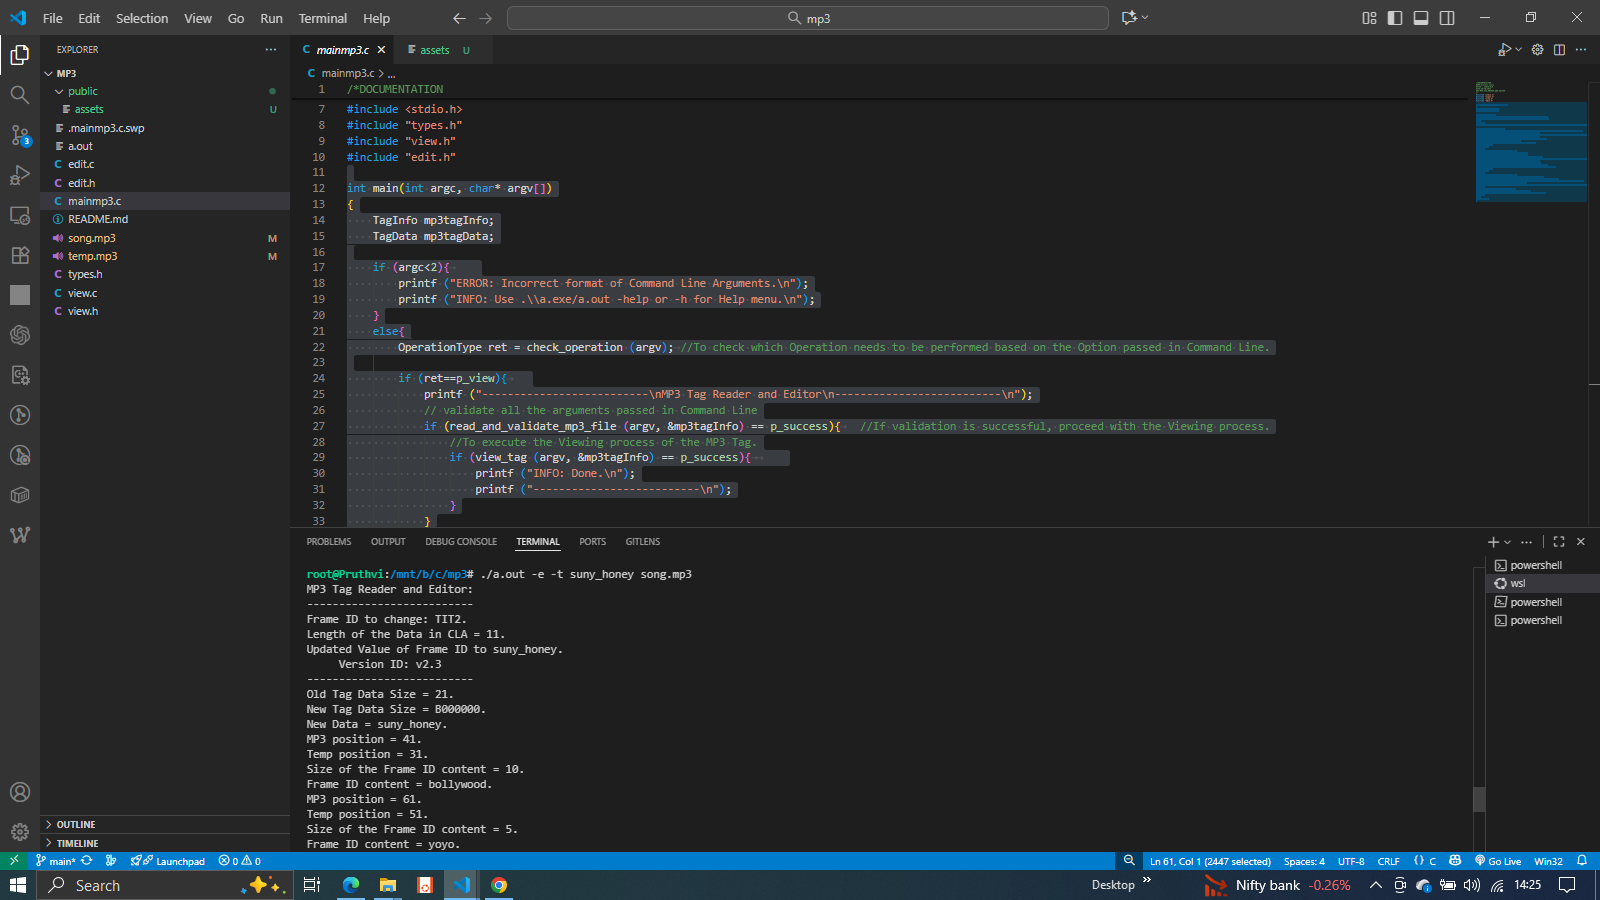 File Edit Selection View Go Run Terminal Help
mp3
EXPLORER
MP3
public
assets U
.mainmp3.c.swp
a.out
C edit.c
C edit.h
C mainmp3.c
README.md
song.mp3 M
temp.mp3 M
C types.h
C view.c
C view.h
OUTLINE
TIMELINE
3
C mainmp3.c
assets U
C mainmp3.c > ...
1 /*DOCUMENTATION
7 #include <stdio.h>
8 #include "types.h"
9 #include "view.h"
10 #include "edit.h"
11
12 int main(int argc, char* argv[])
13 {
14 TagInfo mp3tagInfo;
15 TagData mp3tagData;
16
17 if (argc<2){
18 printf ("ERROR: Incorrect format of Command Line Arguments.\n");
19 printf ("INFO: Use .\\a.exe/a.out -help or -h for Help menu.\n");
20 }
21 else{
22 OperationType ret = check_operation (argv); //To check which Operation needs to be performed based on the Option passed in Command Line.
23
24 if (ret==p_view){
25 printf ("--------------------------\nMP3 Tag Reader and Editor\n--------------------------\n");
26 // validate all the arguments passed in Command Line
27 if (read_and_validate_mp3_file (argv, &mp3tagInfo) == p_success){ //If validation is successful, proceed with the Viewing process.
28 //To execute the Viewing process of the MP3 Tag.
29 if (view_tag (argv, &mp3tagInfo) == p_success){
30 printf ("INFO: Done.\n");
31 printf ("--------------------------\n");
32 }
33 }
PROBLEMS OUTPUT DEBUG CONSOLE TERMINAL PORTS GITLENS
root@Pruthvi:/mnt/b/c/mp3# ./a.out -e -t suny_honey song.mp3
MP3 Tag Reader and Editor:
--------------------------
Frame ID to change: TIT2.
Length of the Data in CLA = 11.
Updated Value of Frame ID to suny_honey.
Version ID: v2.3
--------------------------
Old Tag Data Size = 21.
New Tag Data Size = B000000.
New Data = suny_honey.
MP3 position = 41.
Temp position = 31.
Size of the Frame ID content = 10.
Frame ID content = bollywood.
MP3 position = 61.
Temp position = 51.
Size of the Frame ID content = 5.
Frame ID content = yoyo.
powershell
wsl
powershell
powershell
main* Launchpad 0 0
Ln 61, Col 1 (2447 selected) Spaces: 4 UTF-8 CRLF {} C Go Live Win32
Search
Desktop
Nifty bank -0.26%
14:25